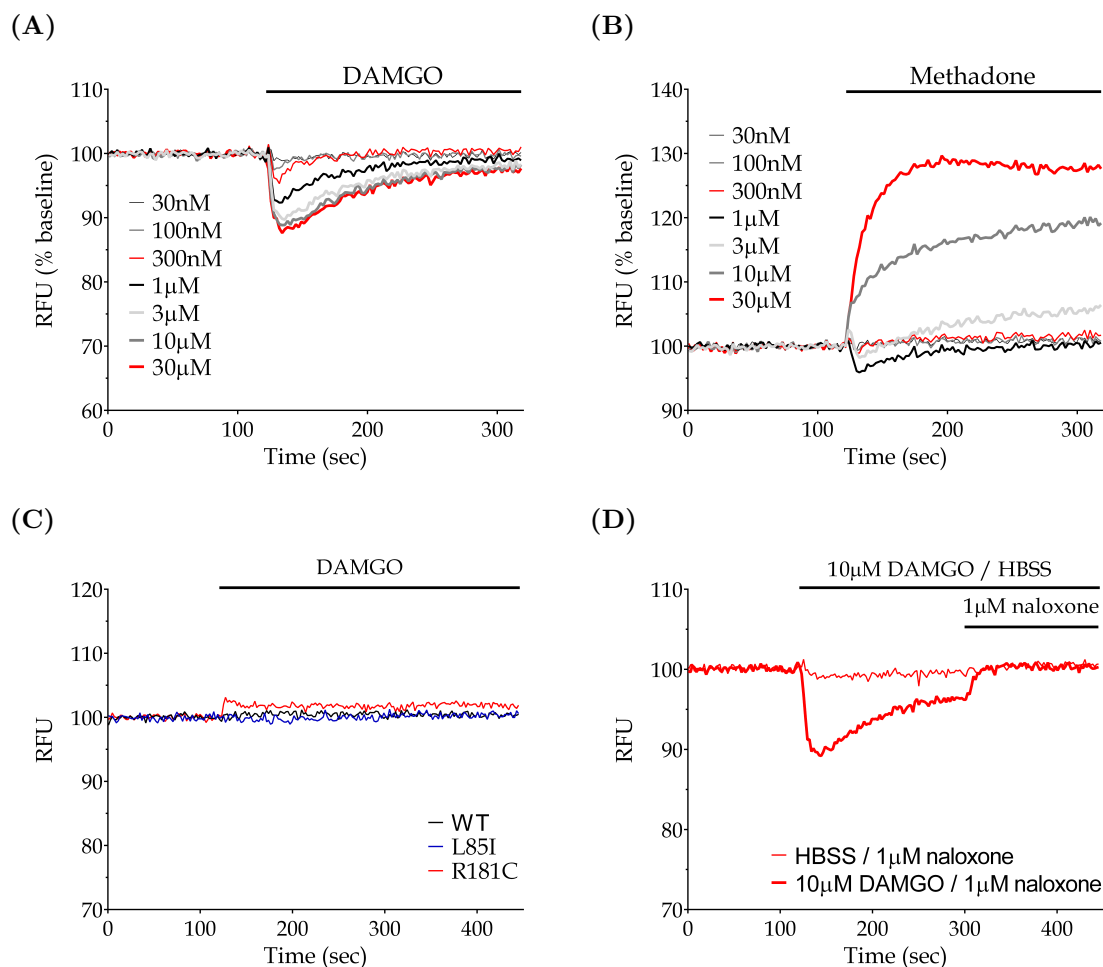 (A)
DAMGO
110
100
90
80
70
60
RFU (% baseline)
30nM
100nM
300nM
1µM
3µM
10µM
30µM
0 100 200 300
Time (sec)
(B)
Methadone
140
130
120
110
100
90
RFU (% baseline)
30nM
100nM
300nM
1µM
3µM
10µM
30µM
0 100 200 300
Time (sec)
(C)
DAMGO
120
110
100
90
80
70
RFU
WT
L85I
R181C
0 100 200 300 400
Time (sec)
(D)
10µM DAMGO / HBSS
1µM naloxone
110
100
90
80
70
RFU
HBSS / 1µM naloxone
10µM DAMGO / 1µM naloxone
0 100 200 300 400
Time (sec)